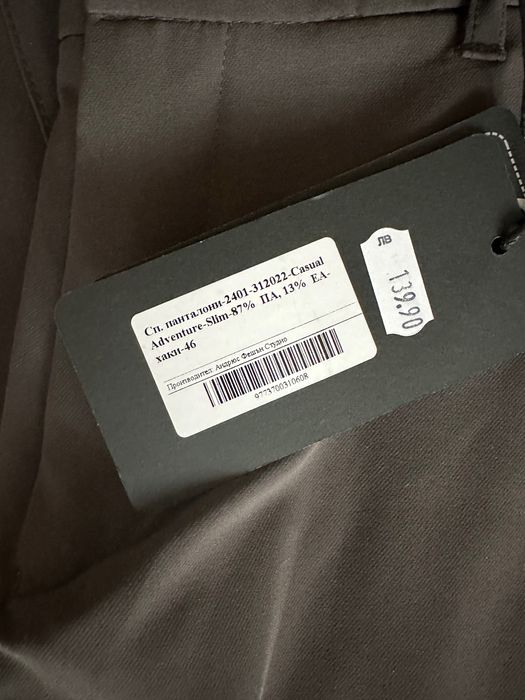 Сп. панталони-2401-312022-Casual
Adventure-Slim-87% ПА, 13% ЕА-
хаки-46
Производител: Андрюс Фешън Студио
9773700310608
ЛВ
139.90